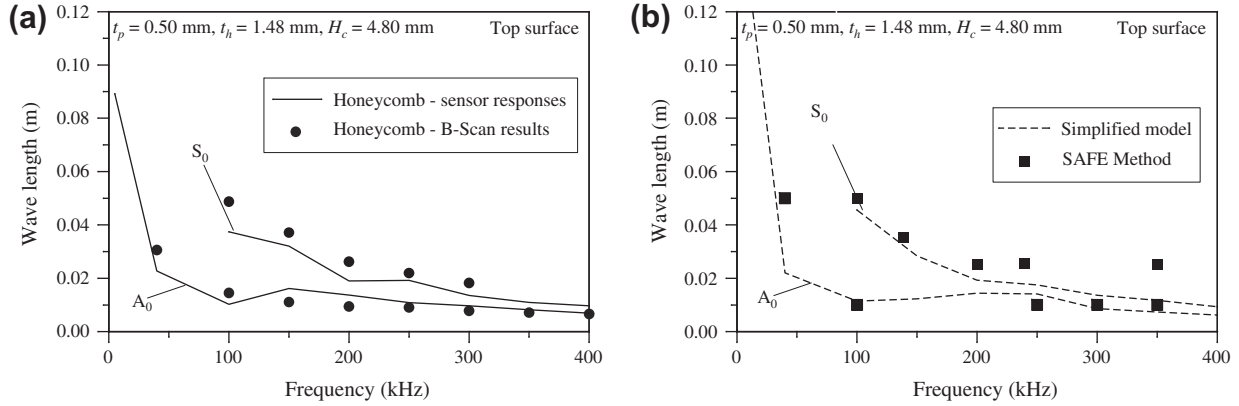 (a)
t_p = 0.50 mm, t_h = 1.48 mm, H_c = 4.80 mm
Top surface
Honeycomb - sensor responses
Honeycomb - B-Scan results
S_0
A_0
0.12
0.10
0.08
0.06
0.04
0.02
0.00
Wave length (m)
0
100
200
300
400
Frequency (kHz)
(b)
t_p = 0.50 mm, t_h = 1.48 mm, H_c = 4.80 mm
Top surface
Simplified model
SAFE Method
S_0
A_0
0.12
0.10
0.08
0.06
0.04
0.02
0.00
Wave length (m)
0
100
200
300
400
Frequency (kHz)